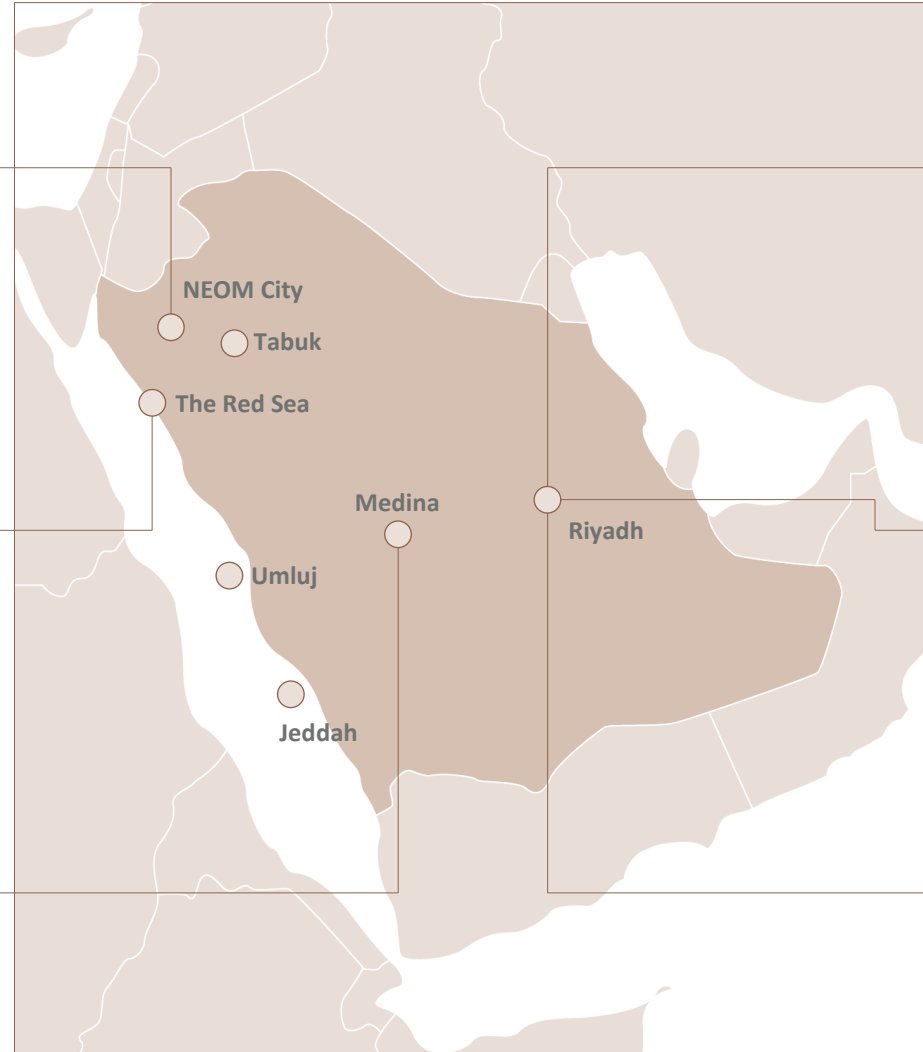 NEOM City
Tabuk
The Red Sea
Medina
Riyadh
Umluj
Jeddah